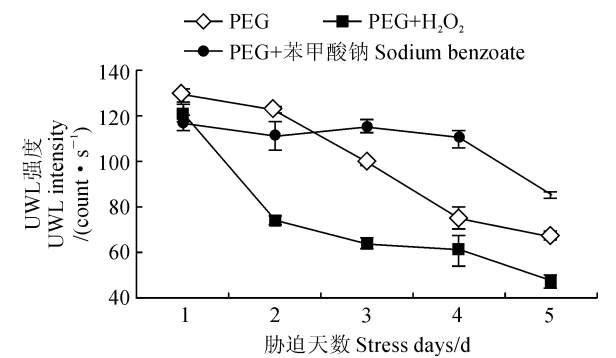 PEG
PEG+H₂O₂
PEG+苯甲酸钠 Sodium benzoate
UWL强度
UWL intensity
/(count·s⁻¹)
140
120
100
80
60
40
1 2 3 4 5
胁迫天数 Stress days/d